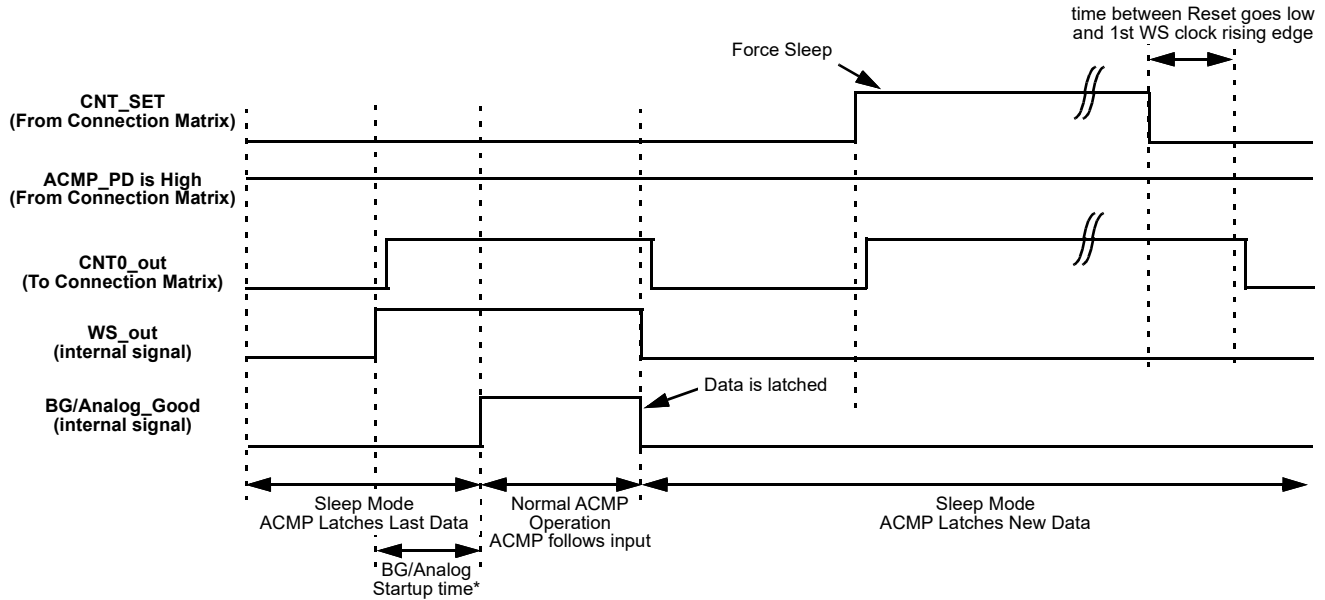 time between Reset goes low
and 1st WS clock rising edge
Force Sleep
CNT_SET
(From Connection Matrix)
ACMP_PD is High
(From Connection Matrix)
CNT0_out
(To Connection Matrix)
WS_out
(internal signal)
Data is latched
BG/Analog_Good
(internal signal)
Sleep Mode
ACMP Latches Last Data
Normal ACMP
Operation
ACMP follows input
Sleep Mode
ACMP Latches New Data
BG/Analog
Startup time*